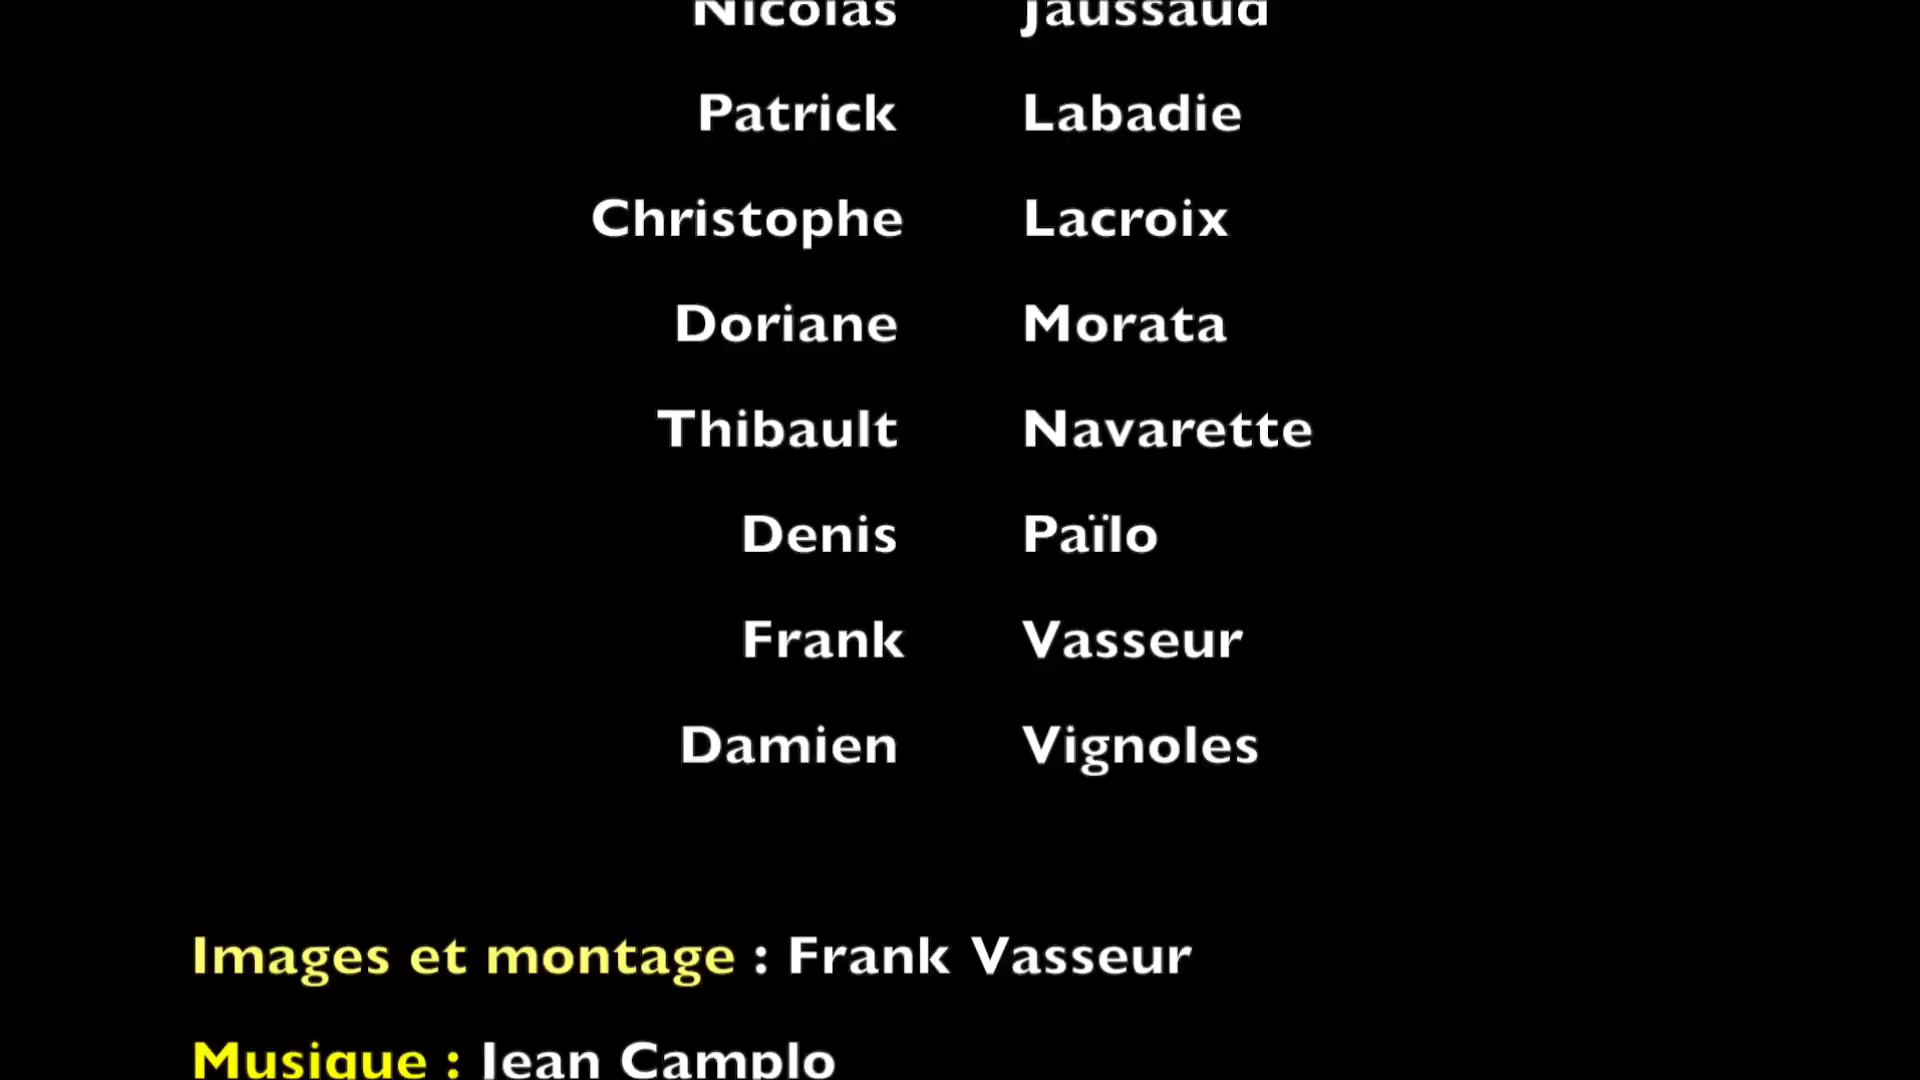 Nicolas Jaussaud
Patrick Labadie
Christophe Lacroix
Doriane Morata
Thibault Navarette
Denis Païlo
Frank Vasseur
Damien Vignoles
Images et montage : Frank Vasseur
Musique : Jean Camplo